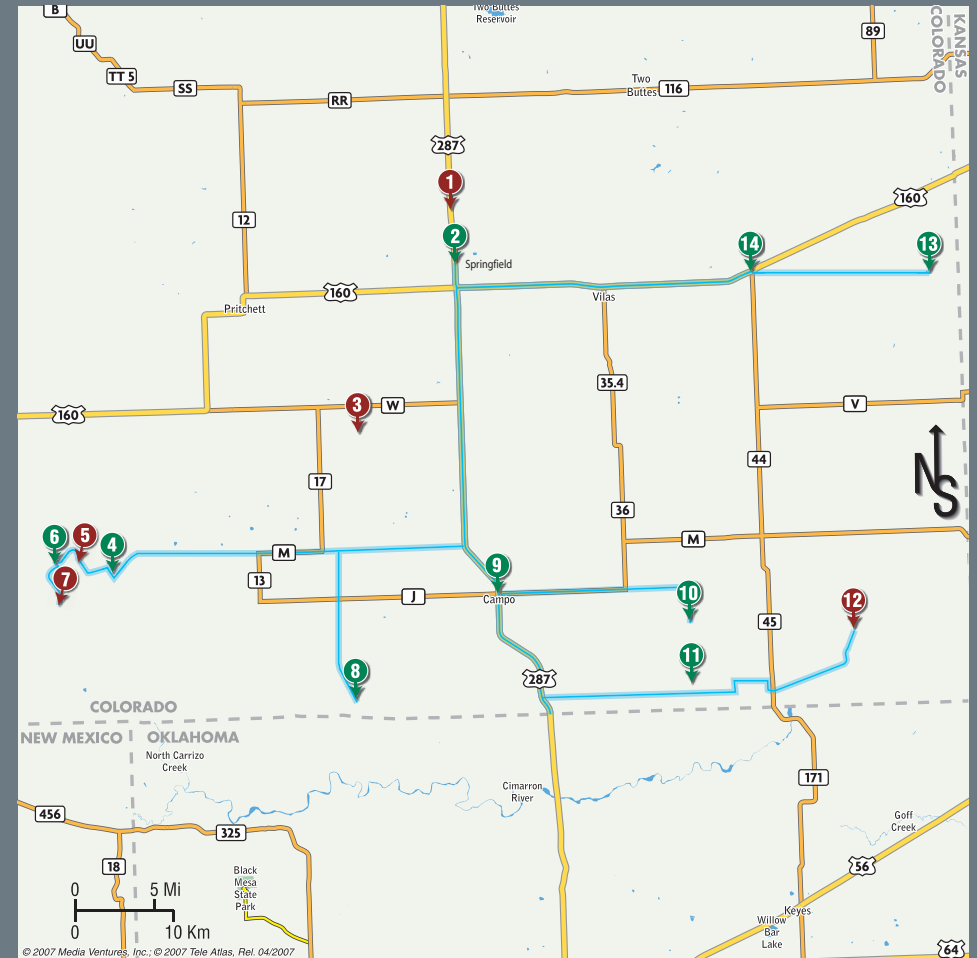 B
Two Buttes
Reservoir
89
KANSAS
COLORADO
UU
TT 5
SS
RR
Two
Buttes
116
287
1
160
12
2
14
13
Springfield
160
Vilas
Pritchett
35.4
3
W
V
160
44
17
N
S
36
6
5
4
M
M
9
7
13
J
Campo
10
12
45
11
8
287
COLORADO
NEW MEXICO
OKLAHOMA
North Carrizo
Creek
171
Cimarron
River
456
325
Goff
Creek
18
56
Black
Mesa
State
Park
0
5 Mi
0
10 Km
Keyes
Willow
Bar
Lake
64
© 2007 Media Ventures, Inc.; © 2007 Tele Atlas, Rel. 04/2007